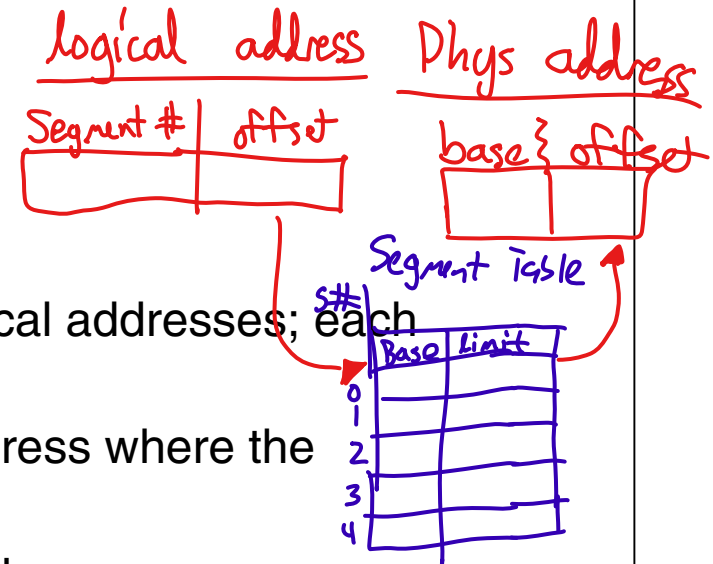 logical address
Phys address
Segment # offset
base offset
Segment Table
S#
cal addresses; each
Base Limit
0
1
ress where the
2
3
4